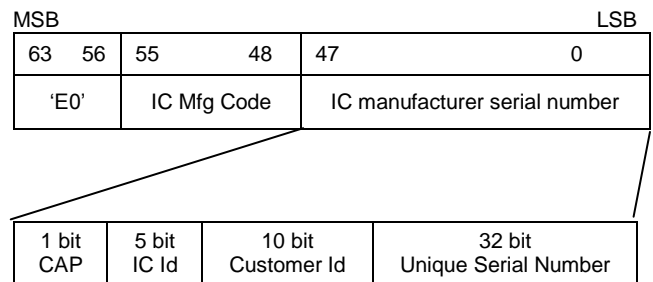 MSB LSB
63 56 55 48 47 0
‘E0’ IC Mfg Code IC manufacturer serial number
1 bit 5 bit 10 bit 32 bit
CAP IC Id Customer Id Unique Serial Number